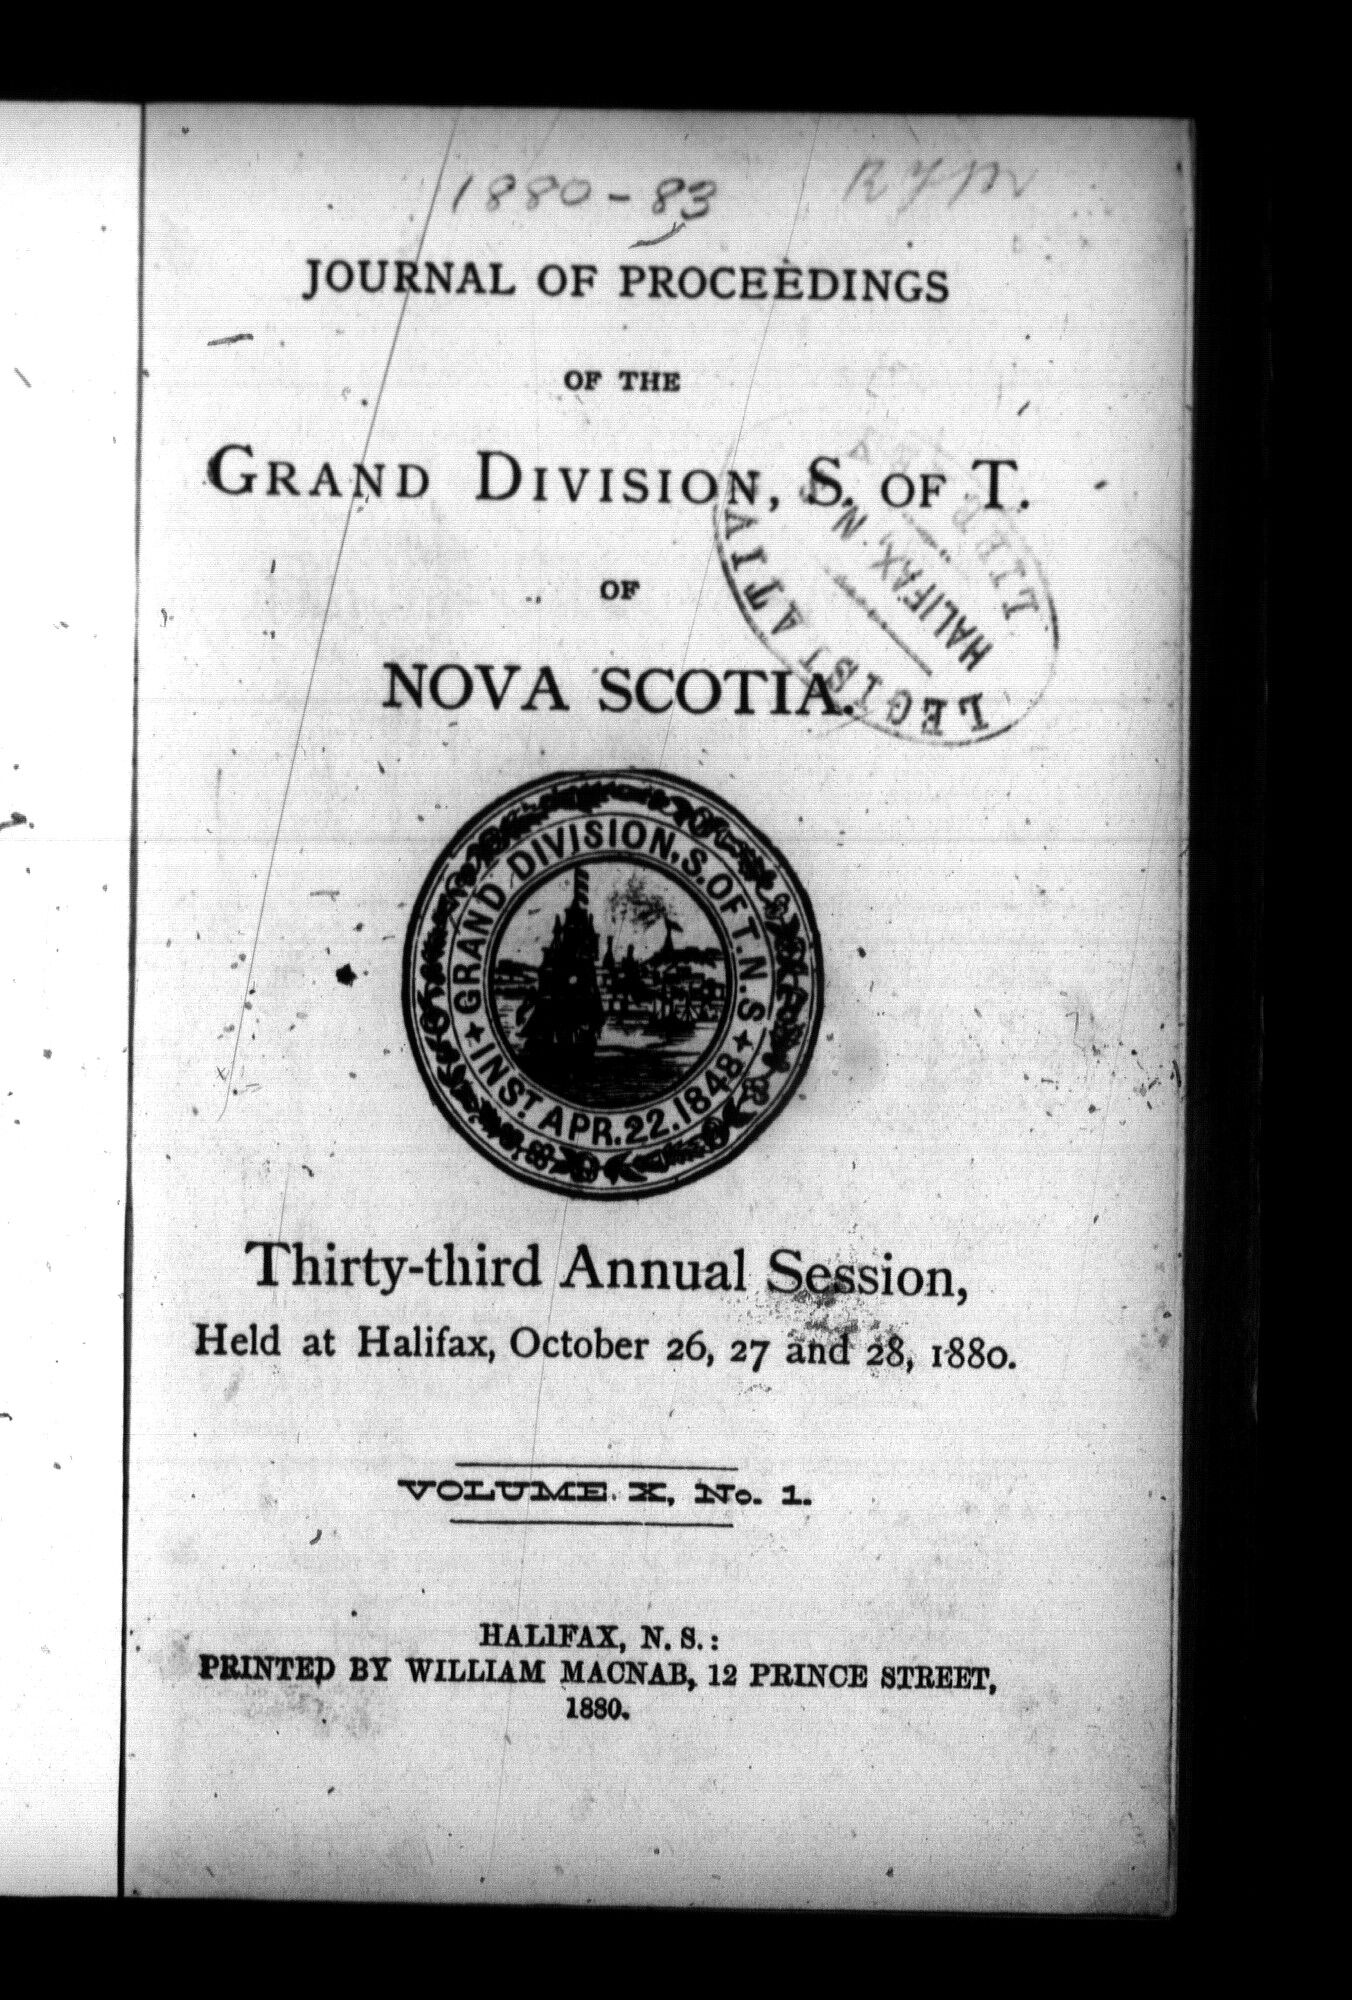 1880-83
JOURNAL OF PROCEEDINGS
OF THE
GRAND DIVISION, S. OF T.
OF
NOVA SCOTIA.
LEGISLATIVE
HALIFAX, N.
GRAND DIVISION, S. OF T. N. S
INST APR. 22. 1848
Thirty-third Annual Session,
Held at Halifax, October 26, 27 and 28, 1880.
VOLUME X, No. 1.
HALIFAX, N. S.:
PRINTED BY WILLIAM MACNAB, 12 PRINCE STREET,
1880.